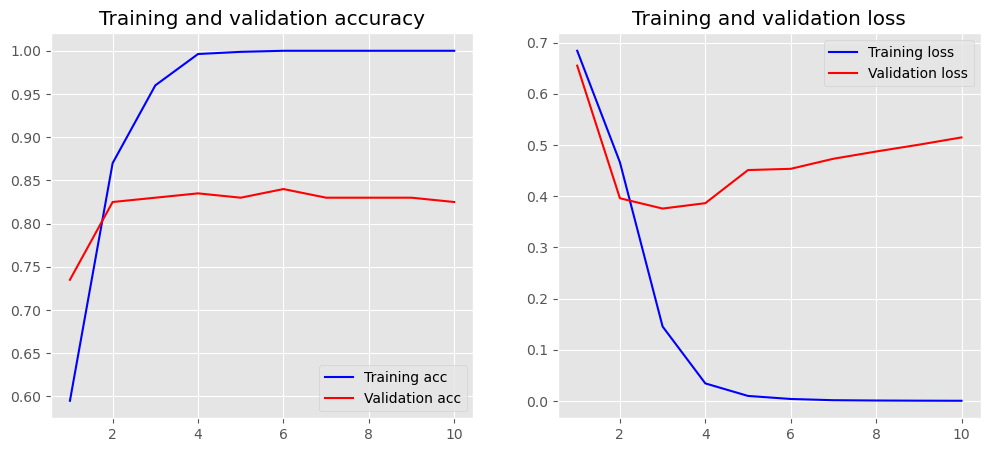 Training and validation accuracy
1.00
0.95
0.90
0.85
0.80
0.75
0.70
0.65
0.60
Training acc
Validation acc
2 4 6 8 10
Training and validation loss
0.7
0.6
0.5
0.4
0.3
0.2
0.1
0.0
Training loss
Validation loss
2 4 6 8 10